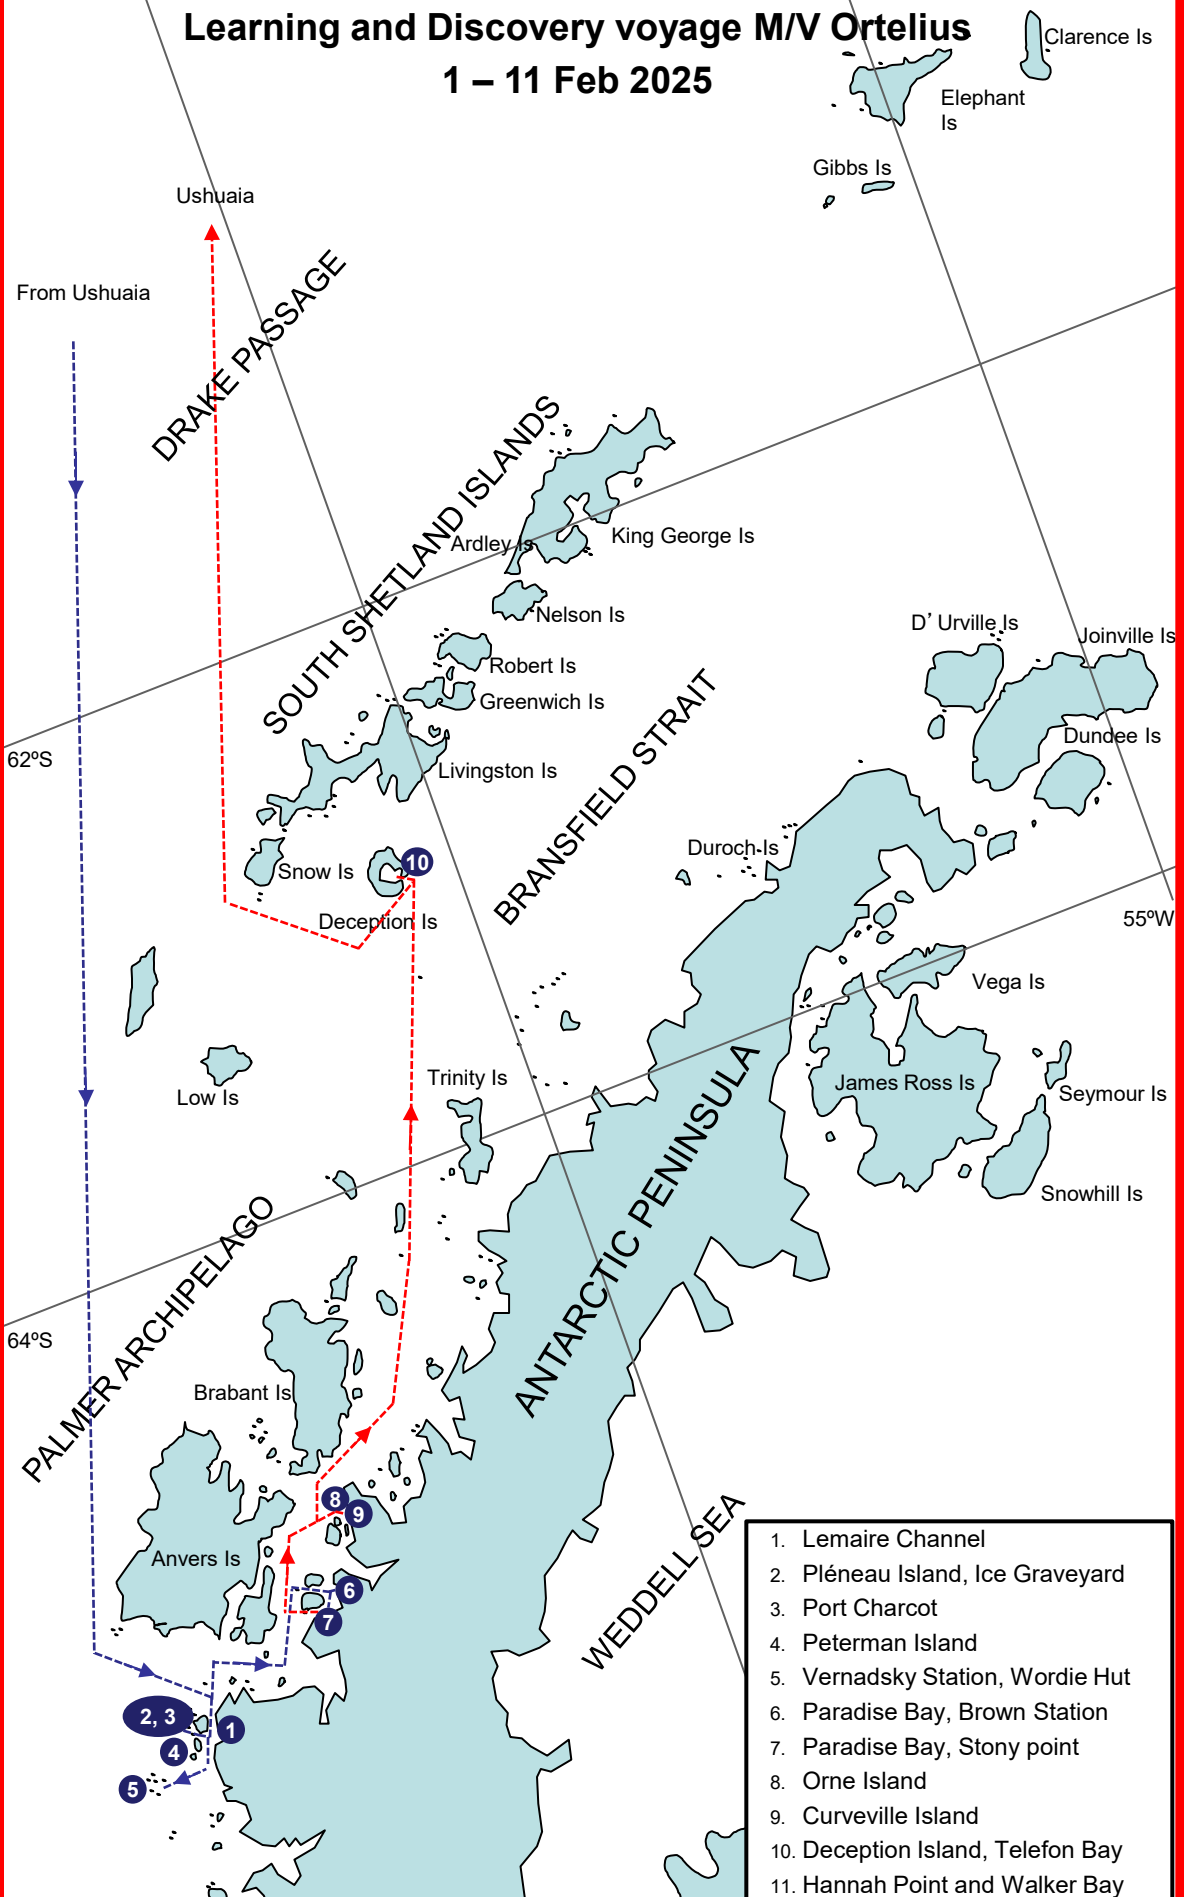 Learning and Discovery voyage M/V Ortelius
1 – 11 Feb 2025
Clarence Is
Elephant
Is
Gibbs Is
Ushuaia
From Ushuaia
DRAKE PASSAGE
SOUTH SHETLAND ISLANDS
Ardley Is
King George Is
Nelson Is
D’ Urville Is
Joinville Is
Robert Is
Greenwich Is
Dundee Is
62ºS
Livingston Is
BRANSFIELD STRAIT
Duroch Is
10
Snow Is
Deception Is
55ºW
Vega Is
Trinity Is
James Ross Is
Low Is
Seymour Is
Snowhill Is
ANTARCTIC PENINSULA
PALMER ARCHIPELAGO
64ºS
Brabant Is
8
9
Anvers Is
6
7
WEDDELL SEA
2, 3
1
4
5
1. Lemaire Channel
2. Pléneau Island, Ice Graveyard
3. Port Charcot
4. Peterman Island
5. Vernadsky Station, Wordie Hut
6. Paradise Bay, Brown Station
7. Paradise Bay, Stony point
8. Orne Island
9. Curveville Island
10. Deception Island, Telefon Bay
11. Hannah Point and Walker Bay